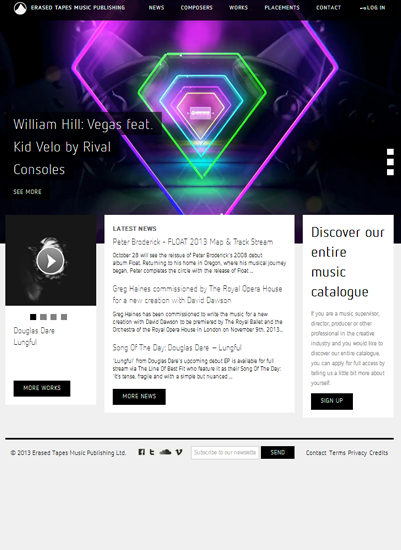 ERASED TAPES MUSIC PUBLISHING
NEWS COMPOSERS WORKS PLACEMENTS CONTACT LOG IN
William Hill: Vegas feat.
Kid Velo by Rival
Consoles
SEE MORE
Douglas Dare
Lungful
MORE WORKS
LATEST NEWS
Peter Broderick - FLOAT 2013 Map & Track Stream
October 28 will see the reissue of Peter Broderick's 2008 debut
album Float. Returning to his home in Oregon, where his musical journey
began, Peter completes the circle with the release of Float ...
Greg Haines commissioned by The Royal Opera House
for a new creation with David Dawson
Greg Haines has been commissioned to write the music for a new
creation with David Dawson to be premiered by The Royal Ballet and the
Orchestra of the Royal Opera House in London on November 9th, 2013...
Song Of The Day: Douglas Dare – Lungful
'Lungful' from Douglas Dare's upcoming debut EP is available for full
stream via The Line Of Best Fit who feature it as their Song Of The Day:
'It's tense, fragile and with a simple but nuanced ...
MORE NEWS
Discover our
entire
music
catalogue
If you are a music supervisor,
director, producer or other
professional in the creative
industry and you would like to
discover our entire catalogue,
you can apply for full access by
telling us a little bit more about
yourself.
SIGN UP
© 2013 Erased Tapes Music Publishing Ltd.
Subscribe to our newslette
SEND
Contact Terms Privacy Credits